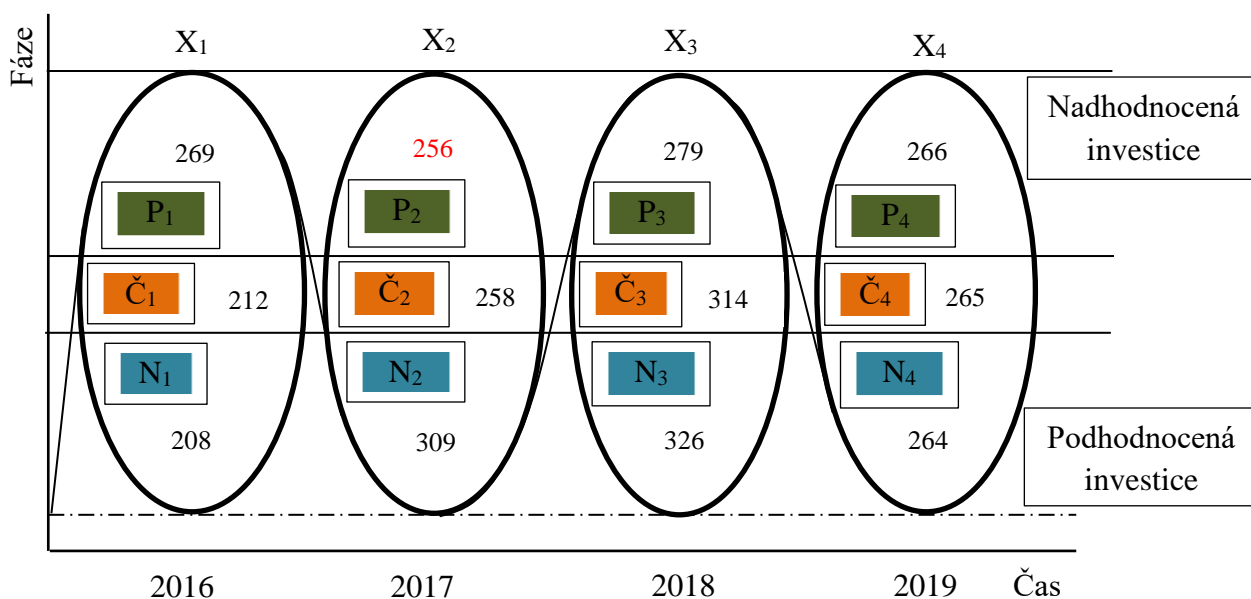 Fáze
X1 X2 X3 X4
Nadhodnocená
investice
269 256 279 266
P1 P2 P3 P4
Č1 212 Č2 258 Č3 314 Č4 265
N1 N2 N3 N4
208 309 326 264
Podhodnocená
investice
2016 2017 2018 2019 Čas